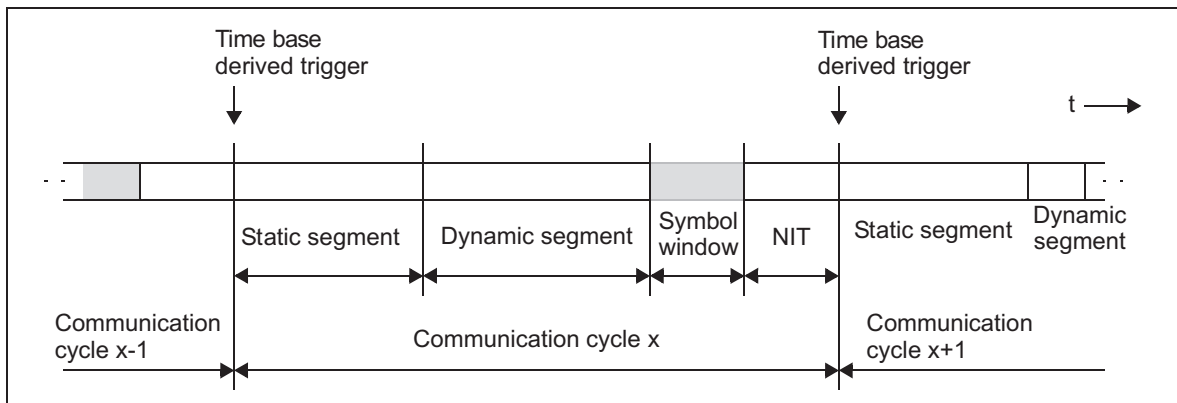 Time base
derived trigger
Time base
derived trigger
t
Static segment
Dynamic segment
Symbol
window
NIT
Static segment
Dynamic
segment
Communication
cycle x-1
Communication cycle x
Communication
cycle x+1